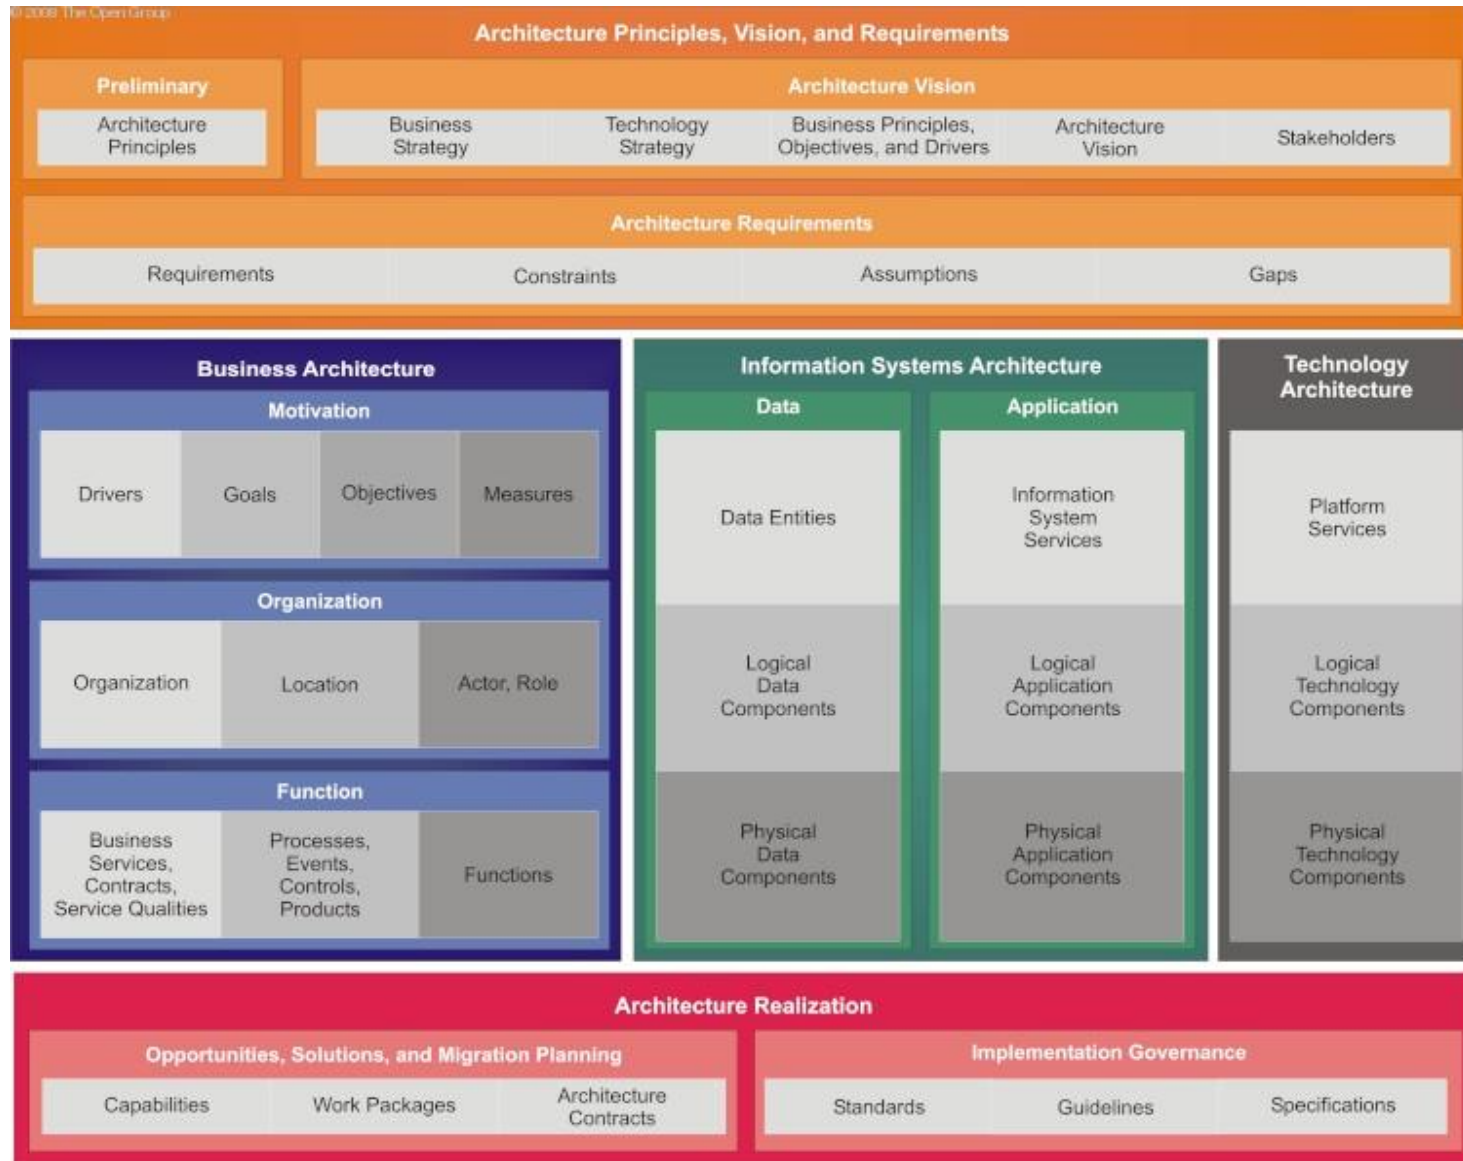 © 2009 The Open Group
Architecture Principles, Vision, and Requirements
Preliminary
Architecture
Principles
Architecture Vision
Business
Strategy
Technology
Strategy
Business Principles,
Objectives, and Drivers
Architecture
Vision
Stakeholders
Architecture Requirements
Requirements
Constraints
Assumptions
Gaps
Business Architecture
Motivation
Drivers
Goals
Objectives
Measures
Organization
Organization
Location
Actor, Role
Function
Business
Services,
Contracts,
Service Qualities
Processes,
Events,
Controls,
Products
Functions
Information Systems Architecture
Data
Data Entities
Logical
Data
Components
Physical
Data
Components
Application
Information
System
Services
Logical
Application
Components
Physical
Application
Components
Technology
Architecture
Platform
Services
Logical
Technology
Components
Physical
Technology
Components
Architecture Realization
Opportunities, Solutions, and Migration Planning
Capabilities
Work Packages
Architecture
Contracts
Implementation Governance
Standards
Guidelines
Specifications